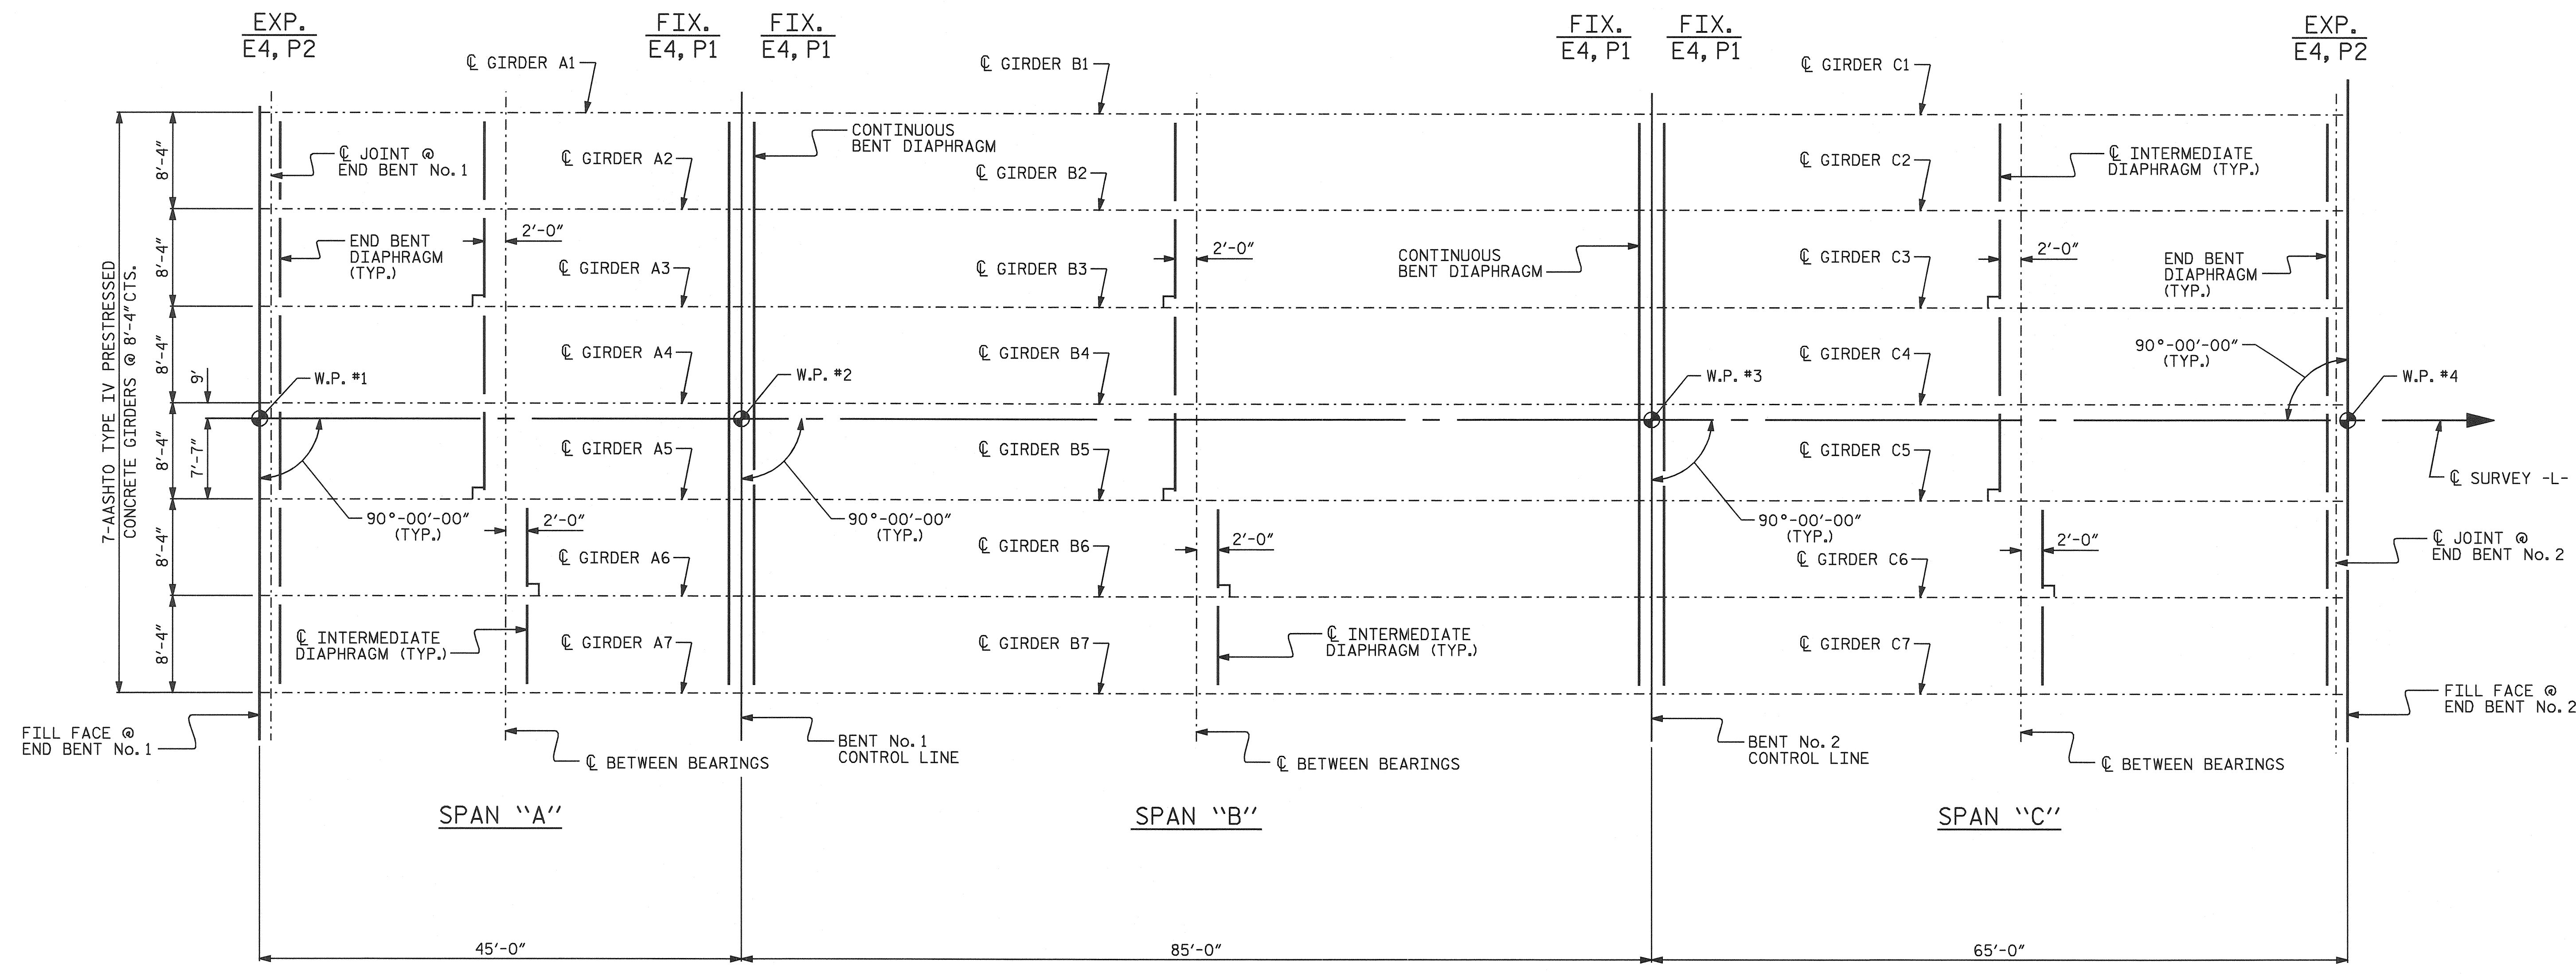 EXP.
E4, P2
FIX.
E4, P1
FIX.
E4, P1
FIX.
E4, P1
FIX.
E4, P1
EXP.
E4, P2
℄ GIRDER A1
℄ GIRDER B1
℄ GIRDER C1
CONTINUOUS
BENT DIAPHRAGM
℄ JOINT @
END BENT No. 1
℄ GIRDER A2
℄ GIRDER B2
℄ GIRDER C2
℄ INTERMEDIATE
DIAPHRAGM (TYP.)
8'-4"
8'-4"
8'-4"
8'-4"
8'-4"
8'-4"
7-AASHTO TYPE IV PRESTRESSED
CONCRETE GIRDERS @ 8'-4" CTS.
9'
7'-7"
END BENT
DIAPHRAGM
(TYP.)
2'-0"
℄ GIRDER A3
℄ GIRDER B3
2'-0"
CONTINUOUS
BENT DIAPHRAGM
℄ GIRDER C3
2'-0"
END BENT
DIAPHRAGM
(TYP.)
℄ GIRDER A4
℄ GIRDER B4
℄ GIRDER C4
90°-00'-00"
(TYP.)
W.P. #1
W.P. #2
W.P. #3
W.P. #4
℄ GIRDER A5
℄ GIRDER B5
℄ GIRDER C5
℄ SURVEY -L-
90°-00'-00"
(TYP.)
2'-0"
90°-00'-00"
(TYP.)
2'-0"
90°-00'-00"
(TYP.)
2'-0"
℄ GIRDER A6
℄ GIRDER B6
℄ GIRDER C6
℄ JOINT @
END BENT No. 2
℄ INTERMEDIATE
DIAPHRAGM (TYP.)
℄ GIRDER A7
℄ GIRDER B7
℄ INTERMEDIATE
DIAPHRAGM (TYP.)
℄ GIRDER C7
FILL FACE @
END BENT No. 1
℄ BETWEEN BEARINGS
BENT No. 1
CONTROL LINE
℄ BETWEEN BEARINGS
BENT No. 2
CONTROL LINE
℄ BETWEEN BEARINGS
FILL FACE @
END BENT No. 2
SPAN "A"
SPAN "B"
SPAN "C"
45'-0"
85'-0"
65'-0"